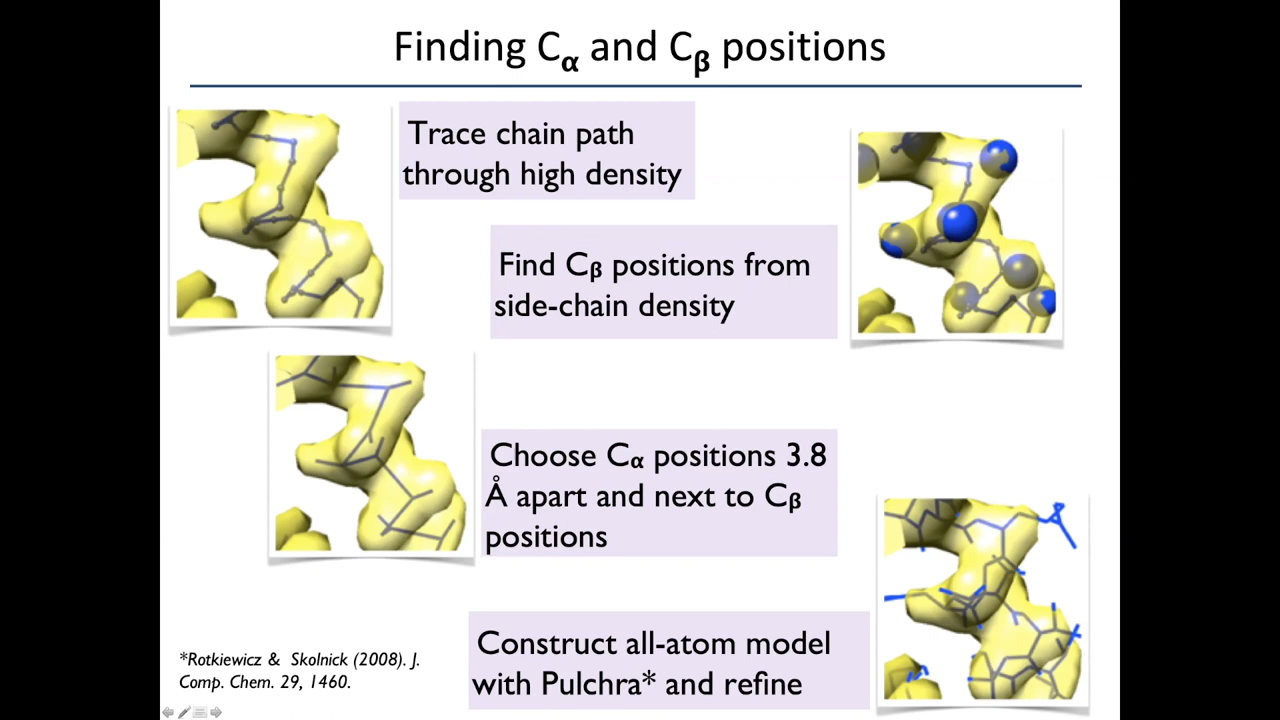 Finding Cα and Cβ positions
Trace chain path
through high density
Find Cβ positions from
side-chain density
Choose Cα positions 3.8
Å apart and next to Cβ
positions
Construct all-atom model
with Pulchra* and refine
*Rotkiewicz & Skolnick (2008). J.
Comp. Chem. 29, 1460.